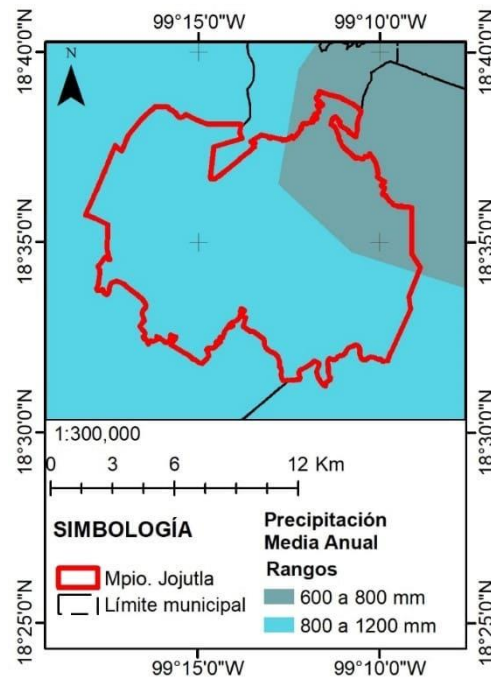 99°15'0"W 99°10'0"W
18°40'0"N 18°40'0"N
N
18°35'0"N 18°35'0"N
18°30'0"N 18°30'0"N
1:300,000
0 3 6 12 Km
SIMBOLOGÍA
Mpio. Jojutla
Límite municipal
Precipitación
Media Anual
Rangos
600 a 800 mm
800 a 1200 mm
18°25'0"N 18°25'0"N
99°15'0"W 99°10'0"W